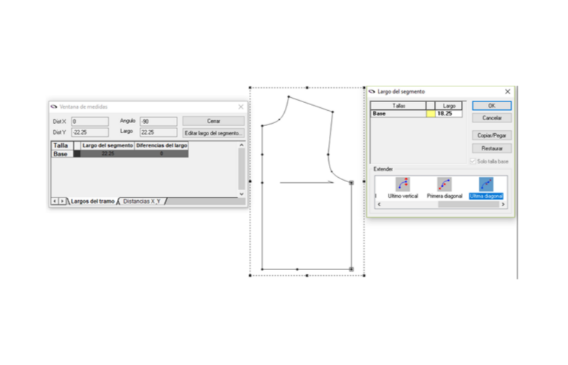 Ventana de medidas
Dist X 0 Angulo -90 Cerrar
Dist Y -22.25 Largo 22.25 Editar largo del segmento...
Talla Largo del segmento Diferencias del largo
Base 22.25 0
Largos del tramo Distancias X_Y
Largo del segmento
Tallas Largo OK
Base 18.25
Cancelar
Copiar/Pegar
Restaurar
Solo talla base
Extender
Ultimo vertical Primera diagonal Ultima diagonal